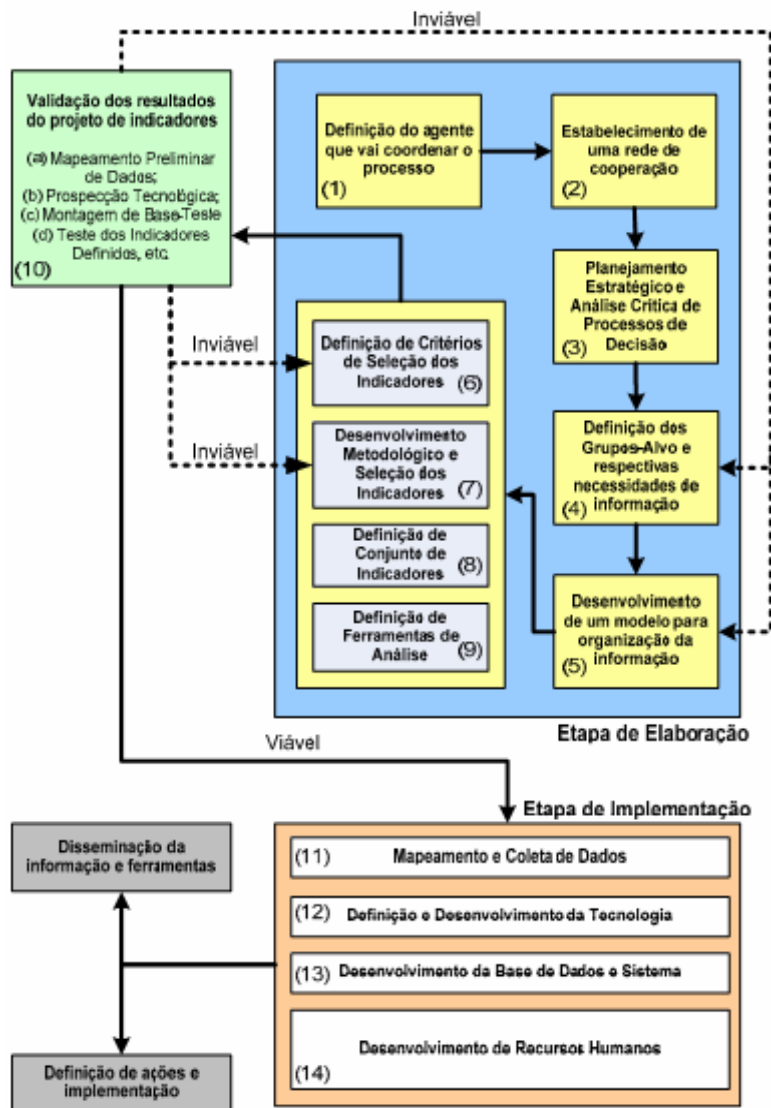 Inviável
Validação dos resultados
do projeto de indicadores
(a) Mapeamento Preliminar
de Dados;
(b) Prospecção Tecnológica;
(c) Montagem de Base-Teste
(d) Teste dos Indicadores
Definidos, etc.
(10)
Definição do agente
que vai coordenar o
processo
(1)
Estabelecimento de
uma rede de
cooperação
(2)
Planejamento
Estratégico e
Análise Crítica de
Processos de
Decisão
(3)
Definição dos
Grupos-Alvo e
respectivas
necessidades de
informação
(4)
Desenvolvimento
de um modelo para
organização da
informação
(5)
Inviável
Definição de Critérios
de Seleção dos
Indicadores
(6)
Inviável
Desenvolvimento
Metodológico e
Seleção dos
Indicadores
(7)
Definição de
Conjunto de
Indicadores
(8)
Definição de
Ferramentas de
Análise
(9)
Etapa de Elaboração
Viável
Etapa de Implementação
(11) Mapeamento e Coleta de Dados
(12) Definição e Desenvolvimento da Tecnologia
(13) Desenvolvimento da Base de Dados e Sistema
Desenvolvimento de Recursos Humanos
(14)
Disseminação da
informação e ferramentas
Definição de ações e
implementação